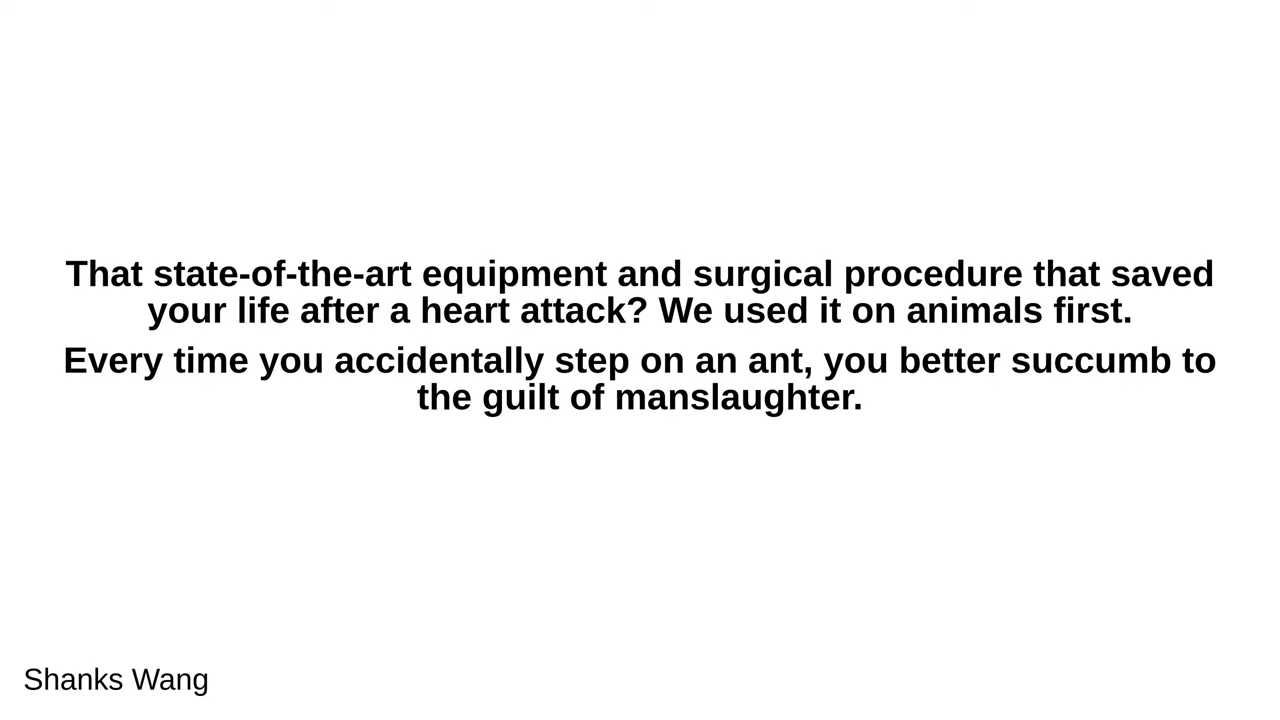 That state-of-the-art equipment and surgical procedure that saved
your life after a heart attack? We used it on animals first.
Every time you accidentally step on an ant, you better succumb to
the guilt of manslaughter.
Shanks Wang